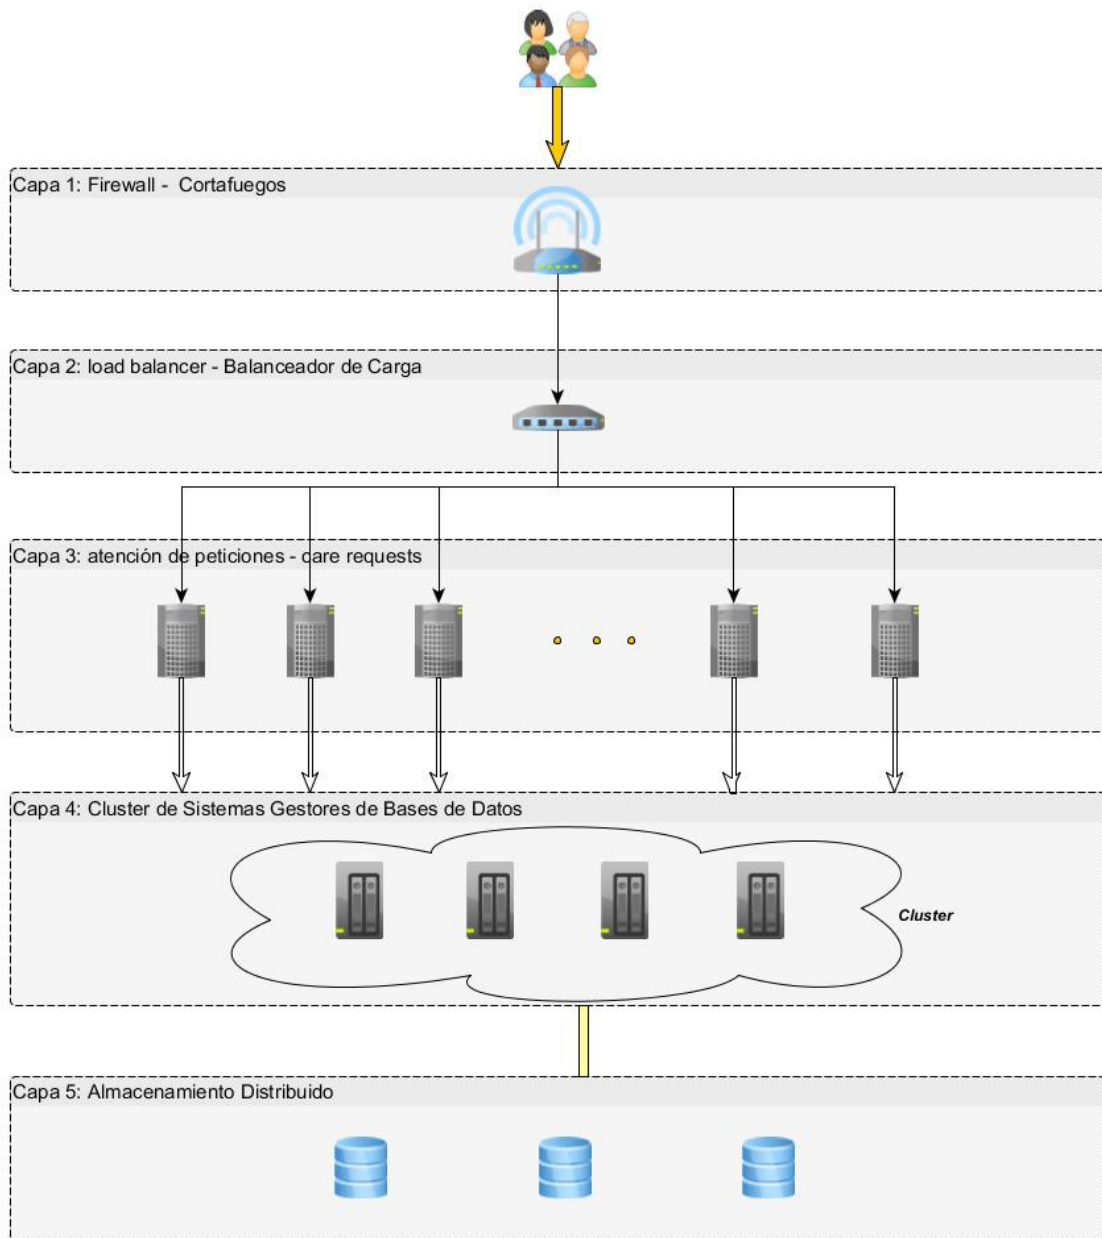 Capa 1: Firewall - Cortafuegos
Capa 2: load balancer - Balanceador de Carga
Capa 3: atención de peticiones - care requests
Capa 4: Cluster de Sistemas Gestores de Bases de Datos
Cluster
Capa 5: Almacenamiento Distribuido